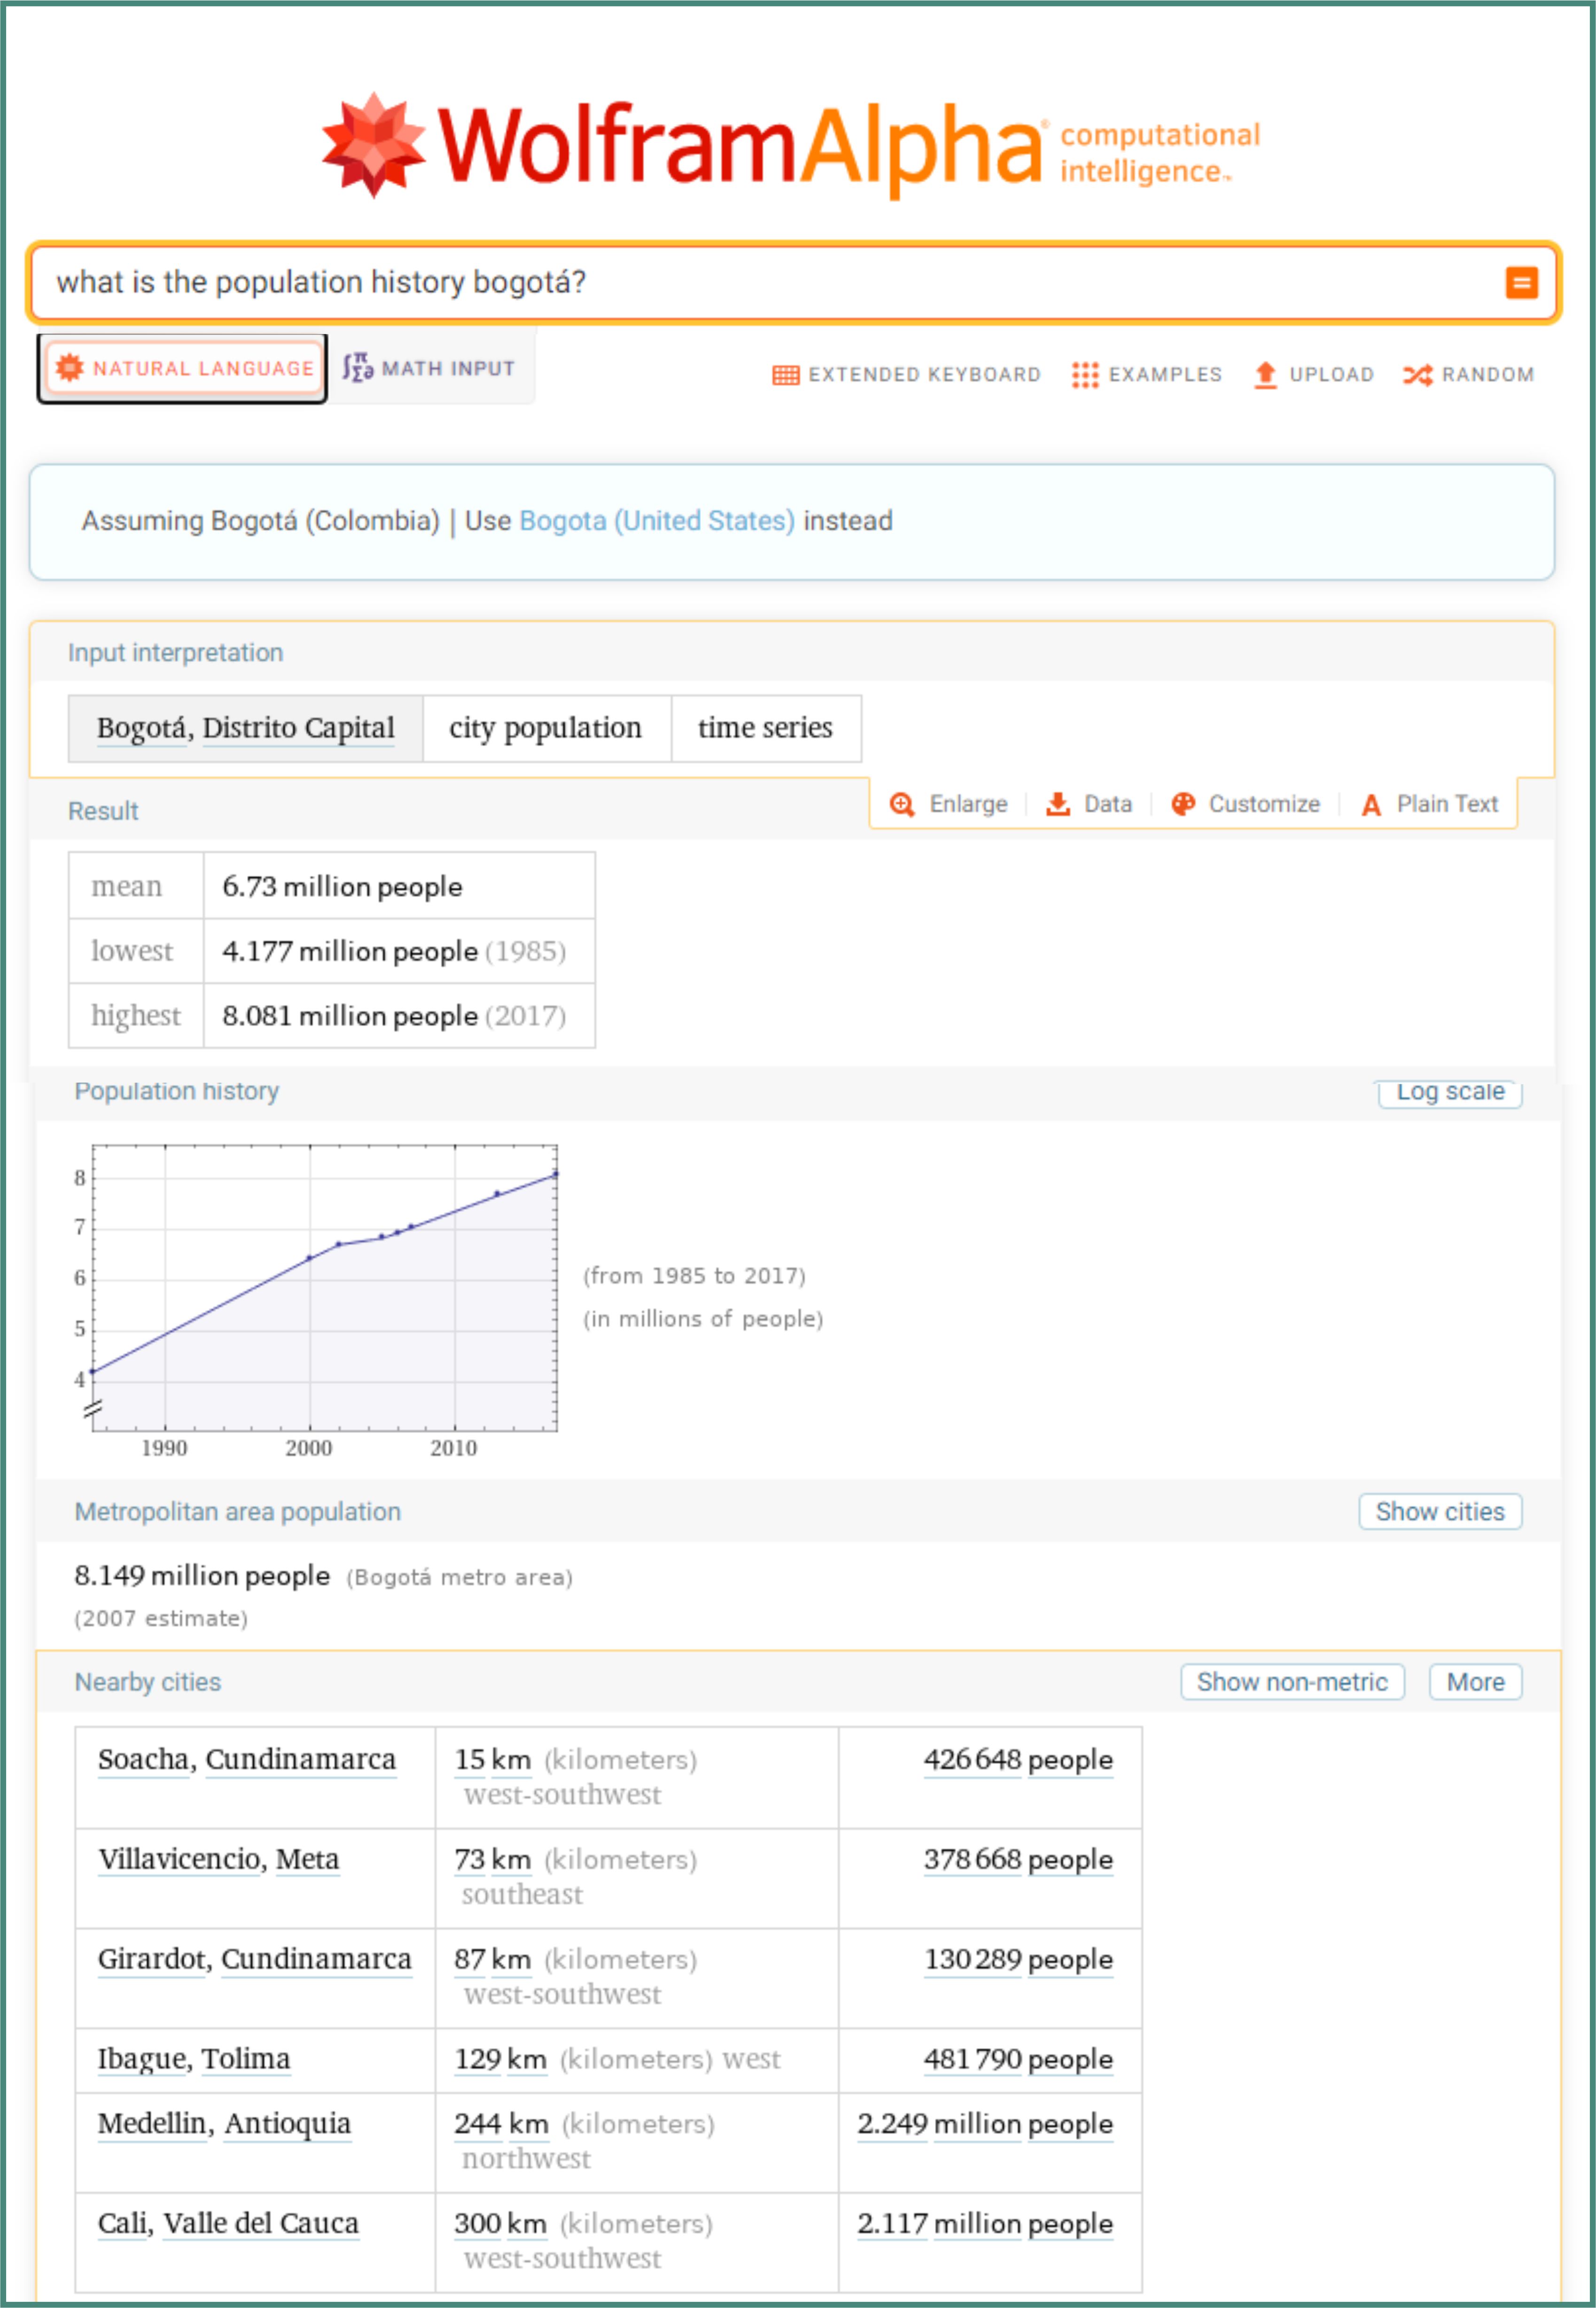 WolframAlpha® computational intelligence™
what is the population history bogotá?
NATURAL LANGUAGE ∫π Σ∂ MATH INPUT EXTENDED KEYBOARD EXAMPLES UPLOAD RANDOM
Assuming Bogotá (Colombia) | Use Bogota (United States) instead
Input interpretation
Bogotá, Distrito Capital city population time series
Enlarge Data Customize A Plain Text
Result
mean 6.73 million people
lowest 4.177 million people (1985)
highest 8.081 million people (2017)
Population history Log scale
8
7
6
5
4
1990 2000 2010
(from 1985 to 2017)
(in millions of people)
Metropolitan area population Show cities
8.149 million people (Bogotá metro area)
(2007 estimate)
Nearby cities Show non-metric More
Soacha, Cundinamarca 15 km (kilometers) 426 648 people
west-southwest
Villavicencio, Meta 73 km (kilometers) 378 668 people
southeast
Girardot, Cundinamarca 87 km (kilometers) 130 289 people
west-southwest
Ibague, Tolima 129 km (kilometers) west 481 790 people
Medellin, Antioquia 244 km (kilometers) 2.249 million people
northwest
Cali, Valle del Cauca 300 km (kilometers) 2.117 million people
west-southwest